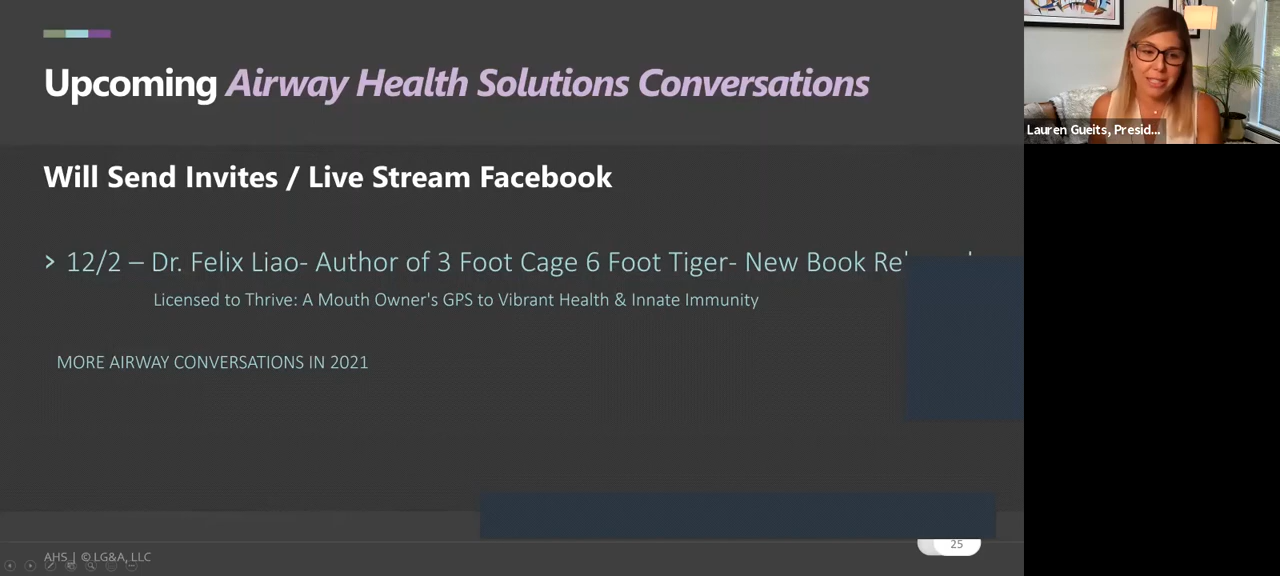 Upcoming Airway Health Solutions Conversations
Will Send Invites / Live Stream Facebook
> 12/2 – Dr. Felix Liao- Author of 3 Foot Cage 6 Foot Tiger- New Book
Licensed to Thrive: A Mouth Owner's GPS to Vibrant Health & Innate Immunity
MORE AIRWAY CONVERSATIONS IN 2021
AHS | © LG&A, LLC
25
Lauren Gueits, Presid...